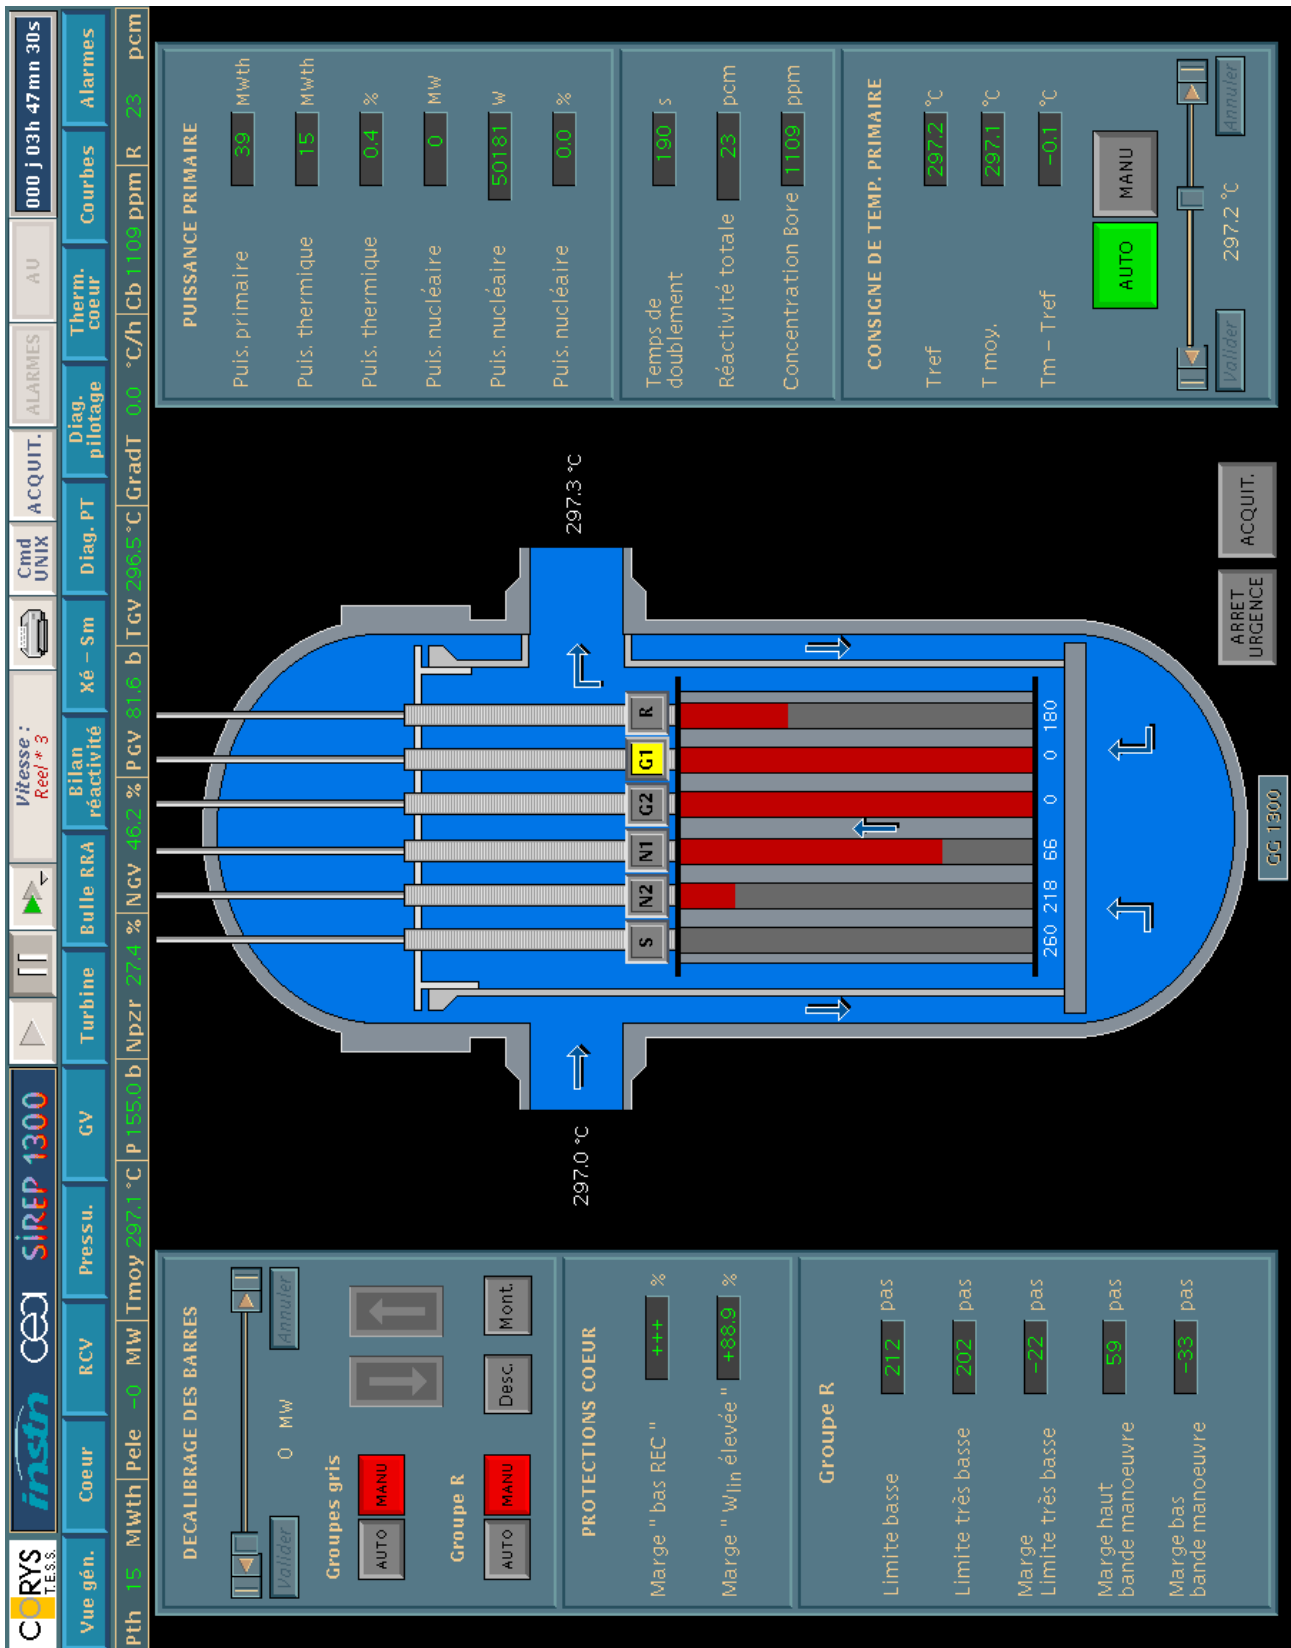 CORYS
T.E.S.S.
instn cea SIREP 1300
Vitesse :
Reel * 3
Cmd
UNIX
ACQUIT.
ALARMES
AU
000 j 03h 47mn 30s
Vue gén.
Coeur
RCV
Pressu.
GV
Turbine
Bulle RRA
Bilan
réactivité
Xé - Sm
Diag. PT
Diag.
pilotage
Therm.
coeur
Courbes
Alarmes
Pth 15 MWth Pele -0 MW Tmoy 297.1 °C P 155.0 b Npzr 27.4 % NGV 46.2 % PGV 81.6 b TGV 296.5 °C GradT 0.0 °C/h Cb 1109 ppm R 23 pcm
DECALIBRAGE DES BARRES
0 MW
Valider
Annuler
Groupes gris
AUTO
MANU
Groupe R
AUTO
MANU
Desc.
Mont.
PROTECTIONS COEUR
Marge " bas REC " +++ %
Marge " Wlin élevée " +88.9 %
Groupe R
Limite basse 212 pas
Limite très basse 202 pas
Marge
Limite très basse -22 pas
Marge haut
bande manoeuvre 59 pas
Marge bas
bande manoeuvre -33 pas
297.0 °C
297.3 °C
S N2 N1 G2 G1 R
260 218 66 0 0 180
GG 1300
ARRET
URGENCE
ACQUIT.
PUISSANCE PRIMAIRE
Puis. primaire 39 MWth
Puis. thermique 15 MWth
Puis. thermique 0.4 %
Puis. nucléaire 0 MW
Puis. nucléaire 50181 W
Puis. nucléaire 0.0 %
Temps de
doublement 190 s
Réactivité totale 23 pcm
Concentration Bore 1109 ppm
CONSIGNE DE TEMP. PRIMAIRE
Tref 297.2 °C
T moy. 297.1 °C
Tm - Tref -0.1 °C
AUTO
MANU
297.2 °C
Valider
Annuler